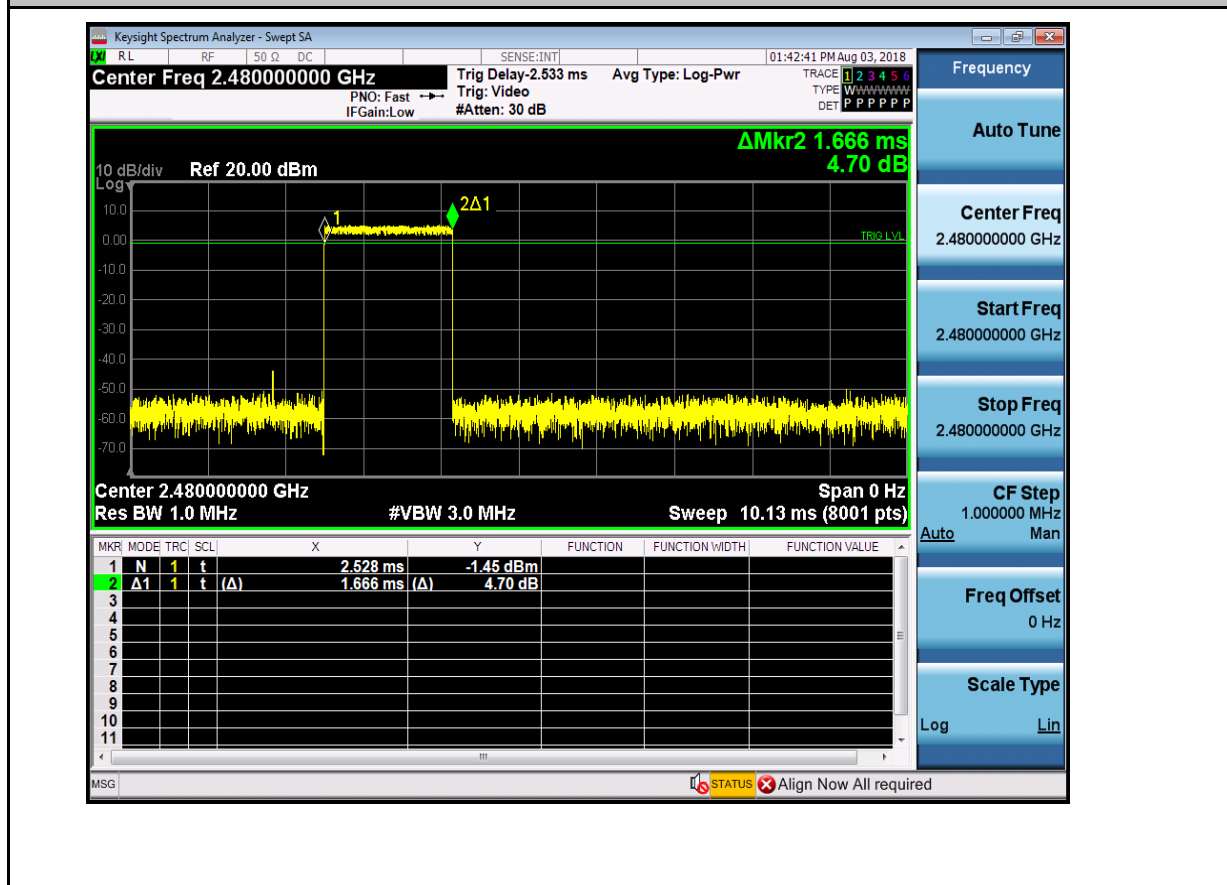 Keysight Spectrum Analyzer - Swept SA
LXI RL RF 50 Ω DC SENSE:INT 01:42:41 PM Aug 03, 2018
Center Freq 2.480000000 GHz
PNO: Fast
IFGain:Low
Trig Delay-2.533 ms
Trig: Video
#Atten: 30 dB
Avg Type: Log-Pwr
TRACE 1 2 3 4 5 6
TYPE WWWWWW
DET P P P P P P
ΔMkr2 1.666 ms
4.70 dB
10 dB/div Ref 20.00 dBm
Log
10.0
0.00
-10.0
-20.0
-30.0
-40.0
-50.0
-60.0
-70.0
1
2Δ1
TRIG LVL
Center 2.480000000 GHz Span 0 Hz
Res BW 1.0 MHz #VBW 3.0 MHz Sweep 10.13 ms (8001 pts)
MKR MODE TRC SCL X Y FUNCTION FUNCTION WIDTH FUNCTION VALUE
1 N 1 t 2.528 ms -1.45 dBm
2 Δ1 1 t (Δ) 1.666 ms (Δ) 4.70 dB
3
4
5
6
7
8
9
10
11
MSG STATUS Align Now All required
Frequency
Auto Tune
Center Freq
2.480000000 GHz
Start Freq
2.480000000 GHz
Stop Freq
2.480000000 GHz
CF Step
1.000000 MHz
Auto Man
Freq Offset
0 Hz
Scale Type
Log Lin